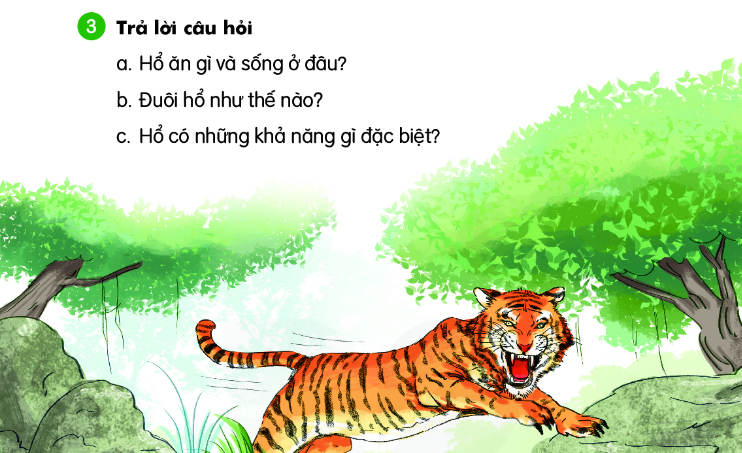 3 Trả lời câu hỏi
a. Hổ ăn gì và sống ở đâu?
b. Đuôi hổ như thế nào?
c. Hổ có những khả năng gì đặc biệt?